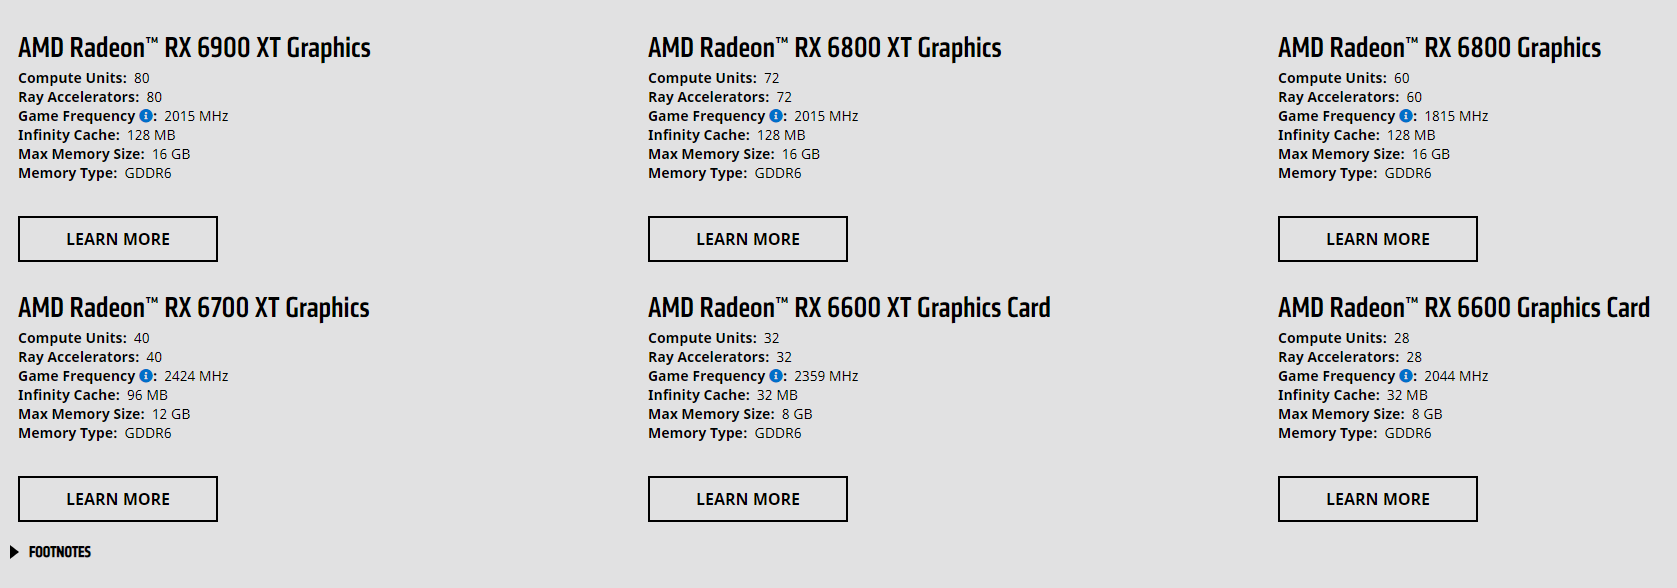 AMD Radeon™ RX 6900 XT Graphics
Compute Units: 80
Ray Accelerators: 80
Game Frequency : 2015 MHz
Infinity Cache: 128 MB
Max Memory Size: 16 GB
Memory Type: GDDR6
LEARN MORE
AMD Radeon™ RX 6800 XT Graphics
Compute Units: 72
Ray Accelerators: 72
Game Frequency : 2015 MHz
Infinity Cache: 128 MB
Max Memory Size: 16 GB
Memory Type: GDDR6
LEARN MORE
AMD Radeon™ RX 6800 Graphics
Compute Units: 60
Ray Accelerators: 60
Game Frequency : 1815 MHz
Infinity Cache: 128 MB
Max Memory Size: 16 GB
Memory Type: GDDR6
LEARN MORE
AMD Radeon™ RX 6700 XT Graphics
Compute Units: 40
Ray Accelerators: 40
Game Frequency : 2424 MHz
Infinity Cache: 96 MB
Max Memory Size: 12 GB
Memory Type: GDDR6
LEARN MORE
AMD Radeon™ RX 6600 XT Graphics Card
Compute Units: 32
Ray Accelerators: 32
Game Frequency : 2359 MHz
Infinity Cache: 32 MB
Max Memory Size: 8 GB
Memory Type: GDDR6
LEARN MORE
AMD Radeon™ RX 6600 Graphics Card
Compute Units: 28
Ray Accelerators: 28
Game Frequency : 2044 MHz
Infinity Cache: 32 MB
Max Memory Size: 8 GB
Memory Type: GDDR6
LEARN MORE
FOOTNOTES